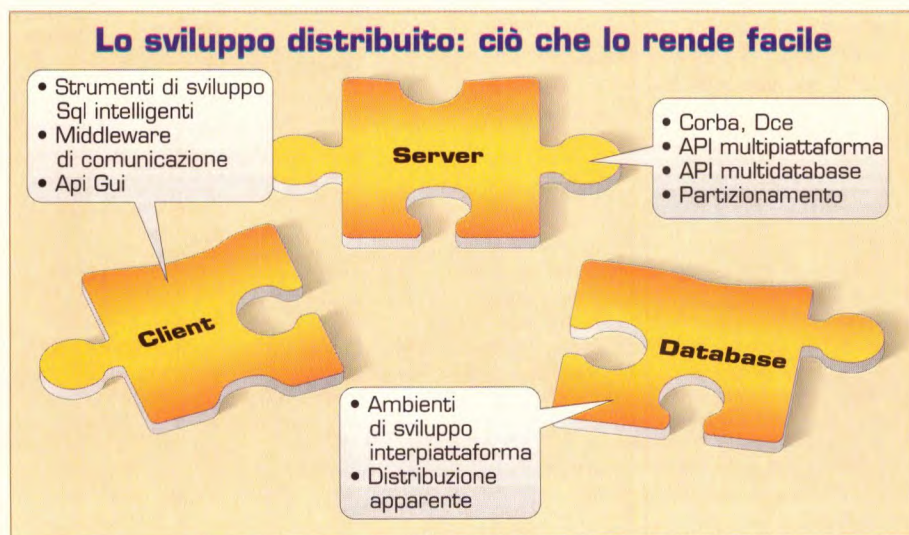 Lo sviluppo distribuito: ciò che lo rende facile
• Strumenti di sviluppo
Sql intelligenti
• Middleware
di comunicazione
• Api Gui
Server
• Corba, Dce
• API multipiattaforma
• API multidatabase
• Partizionamento
Client
Database
• Ambienti
di sviluppo
interpiattaforma
• Distribuzione
apparente